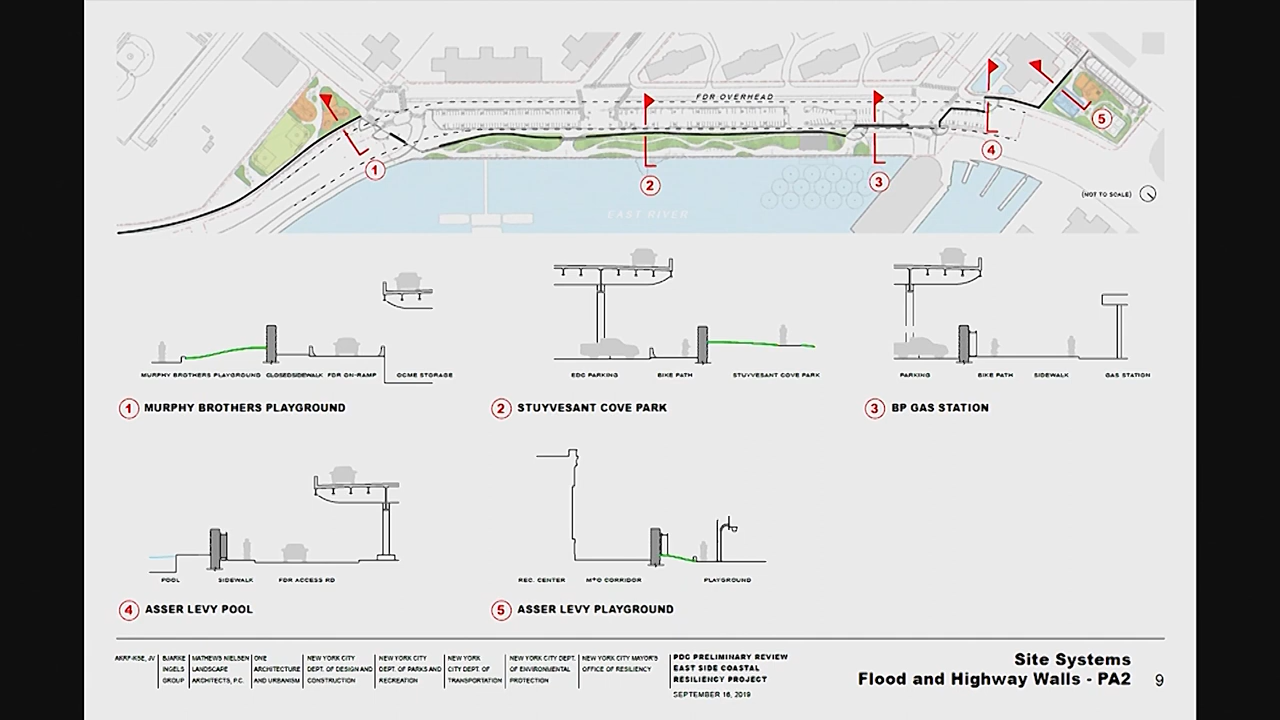 FDR OVERHEAD
1
2
3
4
5
EAST RIVER
(NOT TO SCALE)
MURPHY BROTHERS PLAYGROUND CLOSED SIDEWALK FDR ON-RAMP OCME STORAGE
1 MURPHY BROTHERS PLAYGROUND
EDC PARKING BIKE PATH STUYVESANT COVE PARK
2 STUYVESANT COVE PARK
PARKING BIKE PATH SIDEWALK GAS STATION
3 BP GAS STATION
POOL SIDEWALK FDR ACCESS RD
4 ASSER LEVY POOL
REC. CENTER CORRIDOR PLAYGROUND
5 ASSER LEVY PLAYGROUND
AKRF-KSE, JV
BJARKE
INGELS
GROUP
MATHEWS NIELSEN
LANDSCAPE
ARCHITECTS, P.C.
ONE
ARCHITECTURE
AND URBANISM
NEW YORK CITY
DEPT. OF DESIGN AND
CONSTRUCTION
NEW YORK CITY
DEPT. OF PARKS AND
RECREATION
NEW YORK
CITY DEPT. OF
TRANSPORTATION
NEW YORK CITY DEPT.
OF ENVIRONMENTAL
PROTECTION
NEW YORK CITY MAYOR'S
OFFICE OF RESILIENCY
PDC PRELIMINARY REVIEW
EAST SIDE COASTAL
RESILIENCY PROJECT
SEPTEMBER 16, 2019
Site Systems
Flood and Highway Walls - PA2 9